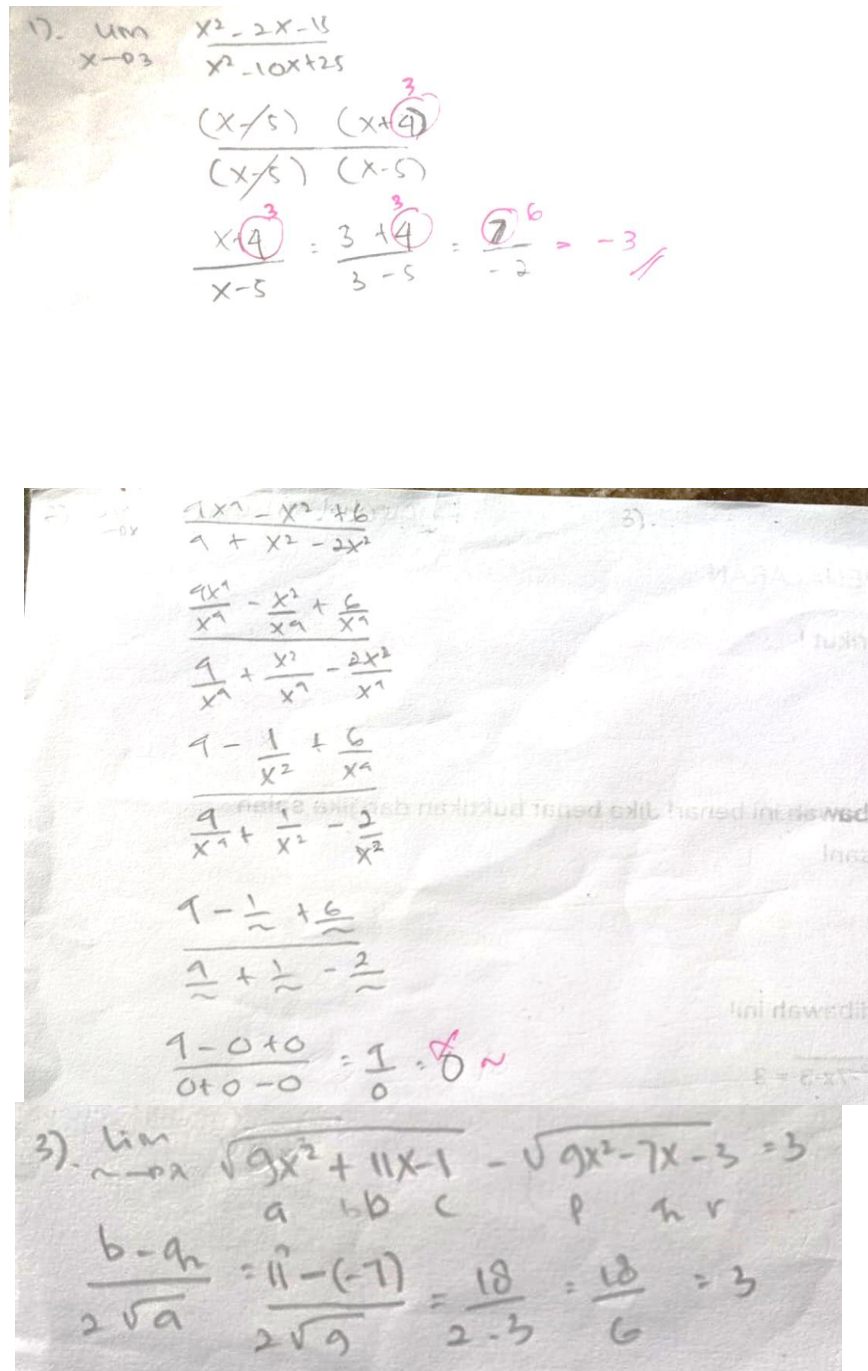 1). lim x²-2x-15
x→3 x²-10x+25
3
(x-5) (x+4)
(x-5) (x-5)
3 3 6
x+4 = 3+4 = 7 = -3
x-5 3-5 -2
4x⁴ - x² + 6
4 + x² - 2x²
4x⁴ - x² + 6
x⁴ x⁴ x⁴
4 + x² - 2x²
x⁴ x⁴ x⁴
4 - 1 + 6
x² x⁴
4 + 1 - 2
x⁴ x² x²
4 - 1 + 6
~ ~
4 + 1 - 2
~ ~ ~
4-0+0 = 4 = 0 ~
0+0-0 0
3).
3). lim √9x²+11x-1 - √9x²-7x-3 = 3
a b c p q r
b-q = 11-(-7) = 18 = 18 = 3
2√a 2√9 2.3 6